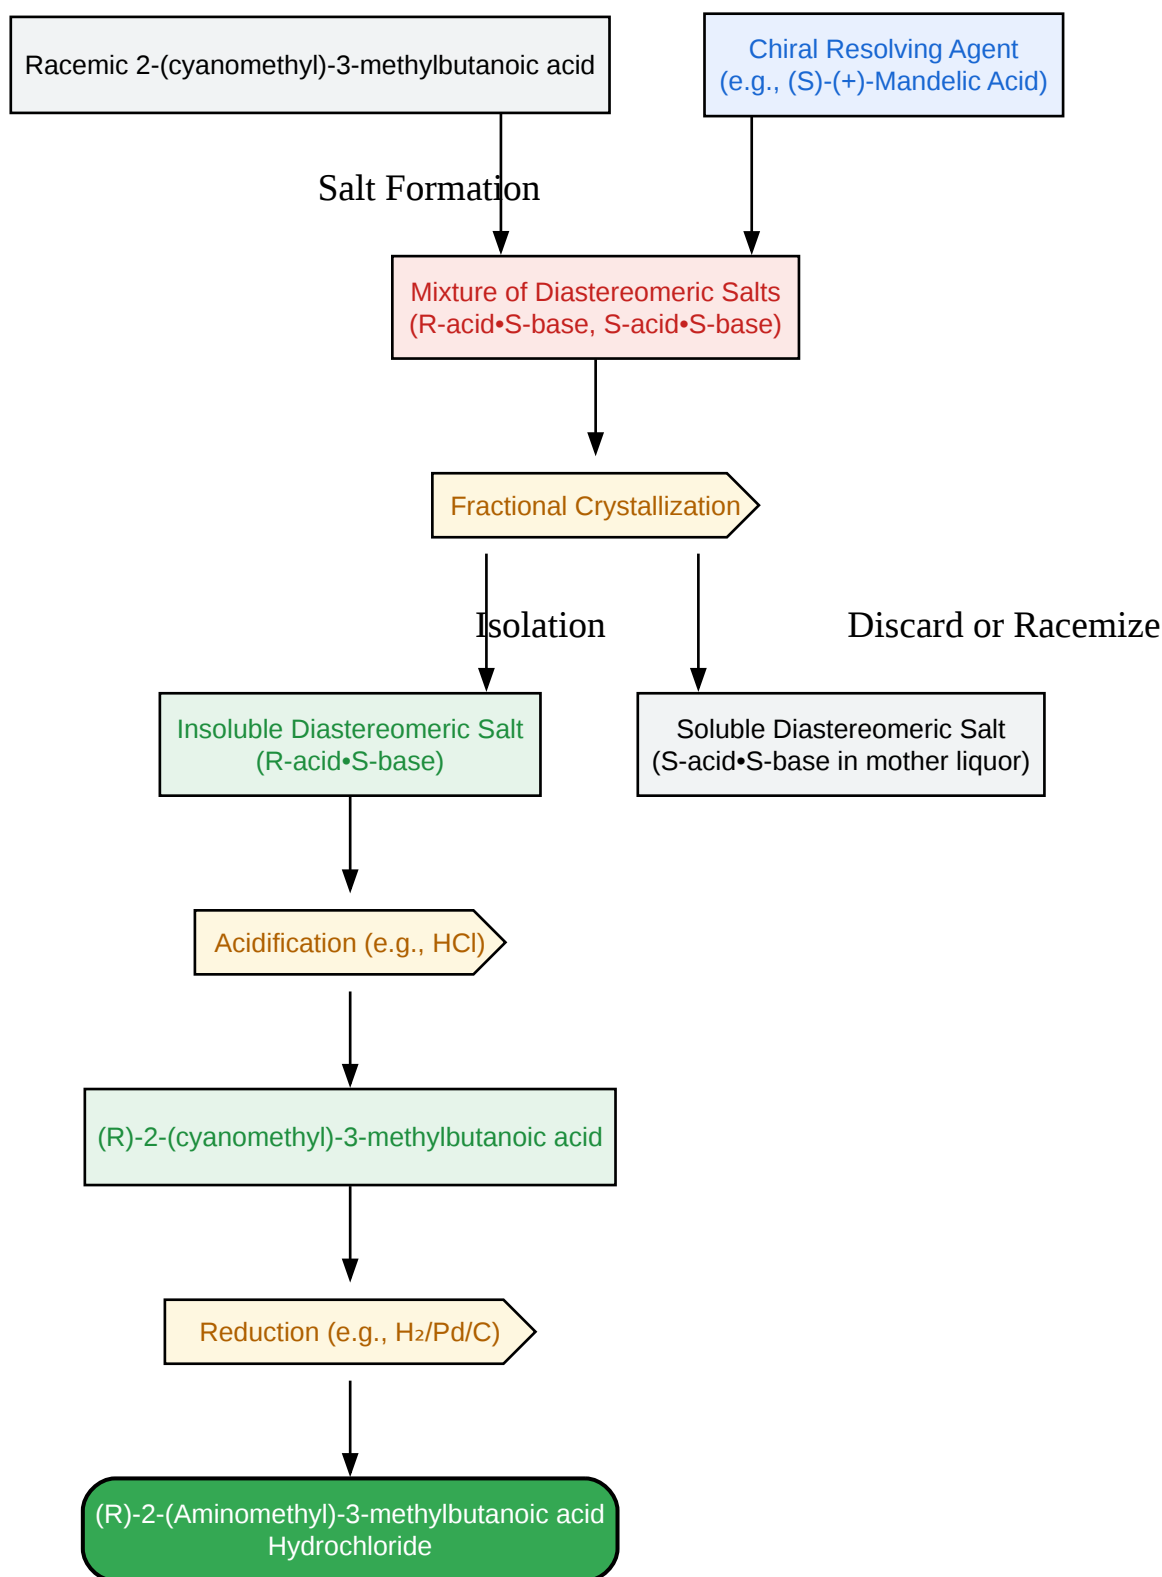 Racemic 2-(cyanomethyl)-3-methylbutanoic acid
Chiral Resolving Agent
(e.g., (S)-(+)-Mandelic Acid)
Salt Formation
Mixture of Diastereomeric Salts
(R-acid•S-base, S-acid•S-base)
Fractional Crystallization
Isolation
Discard or Racemize
Insoluble Diastereomeric Salt
(R-acid•S-base)
Soluble Diastereomeric Salt
(S-acid•S-base in mother liquor)
Acidification (e.g., HCl)
(R)-2-(cyanomethyl)-3-methylbutanoic acid
Reduction (e.g., H₂/Pd/C)
(R)-2-(Aminomethyl)-3-methylbutanoic acid
Hydrochloride